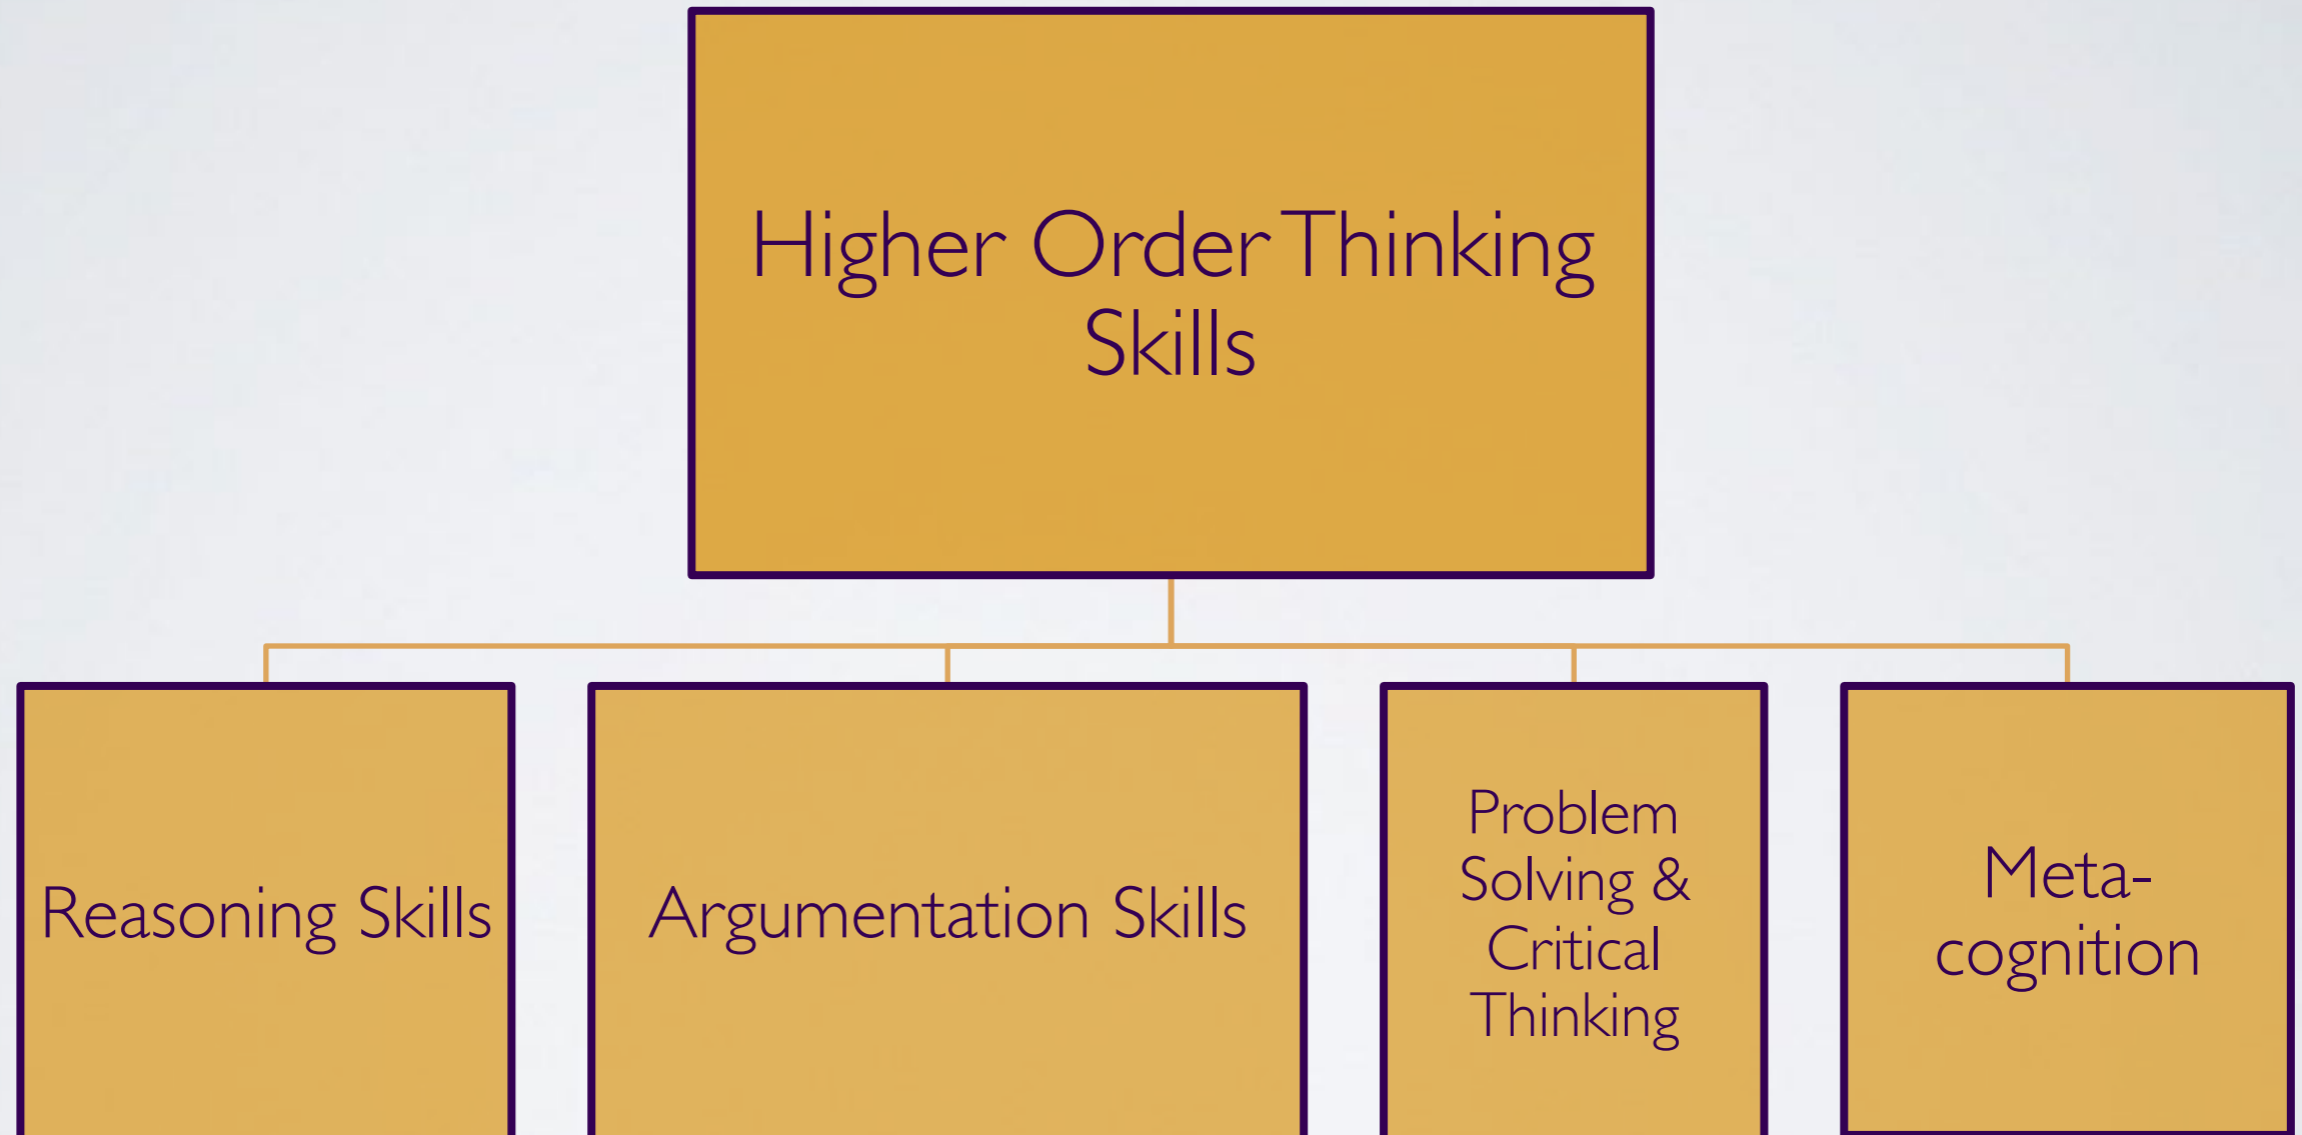 Higher Order Thinking
Skills
Reasoning Skills
Argumentation Skills
Problem
Solving &
Critical
Thinking
Meta-
cognition